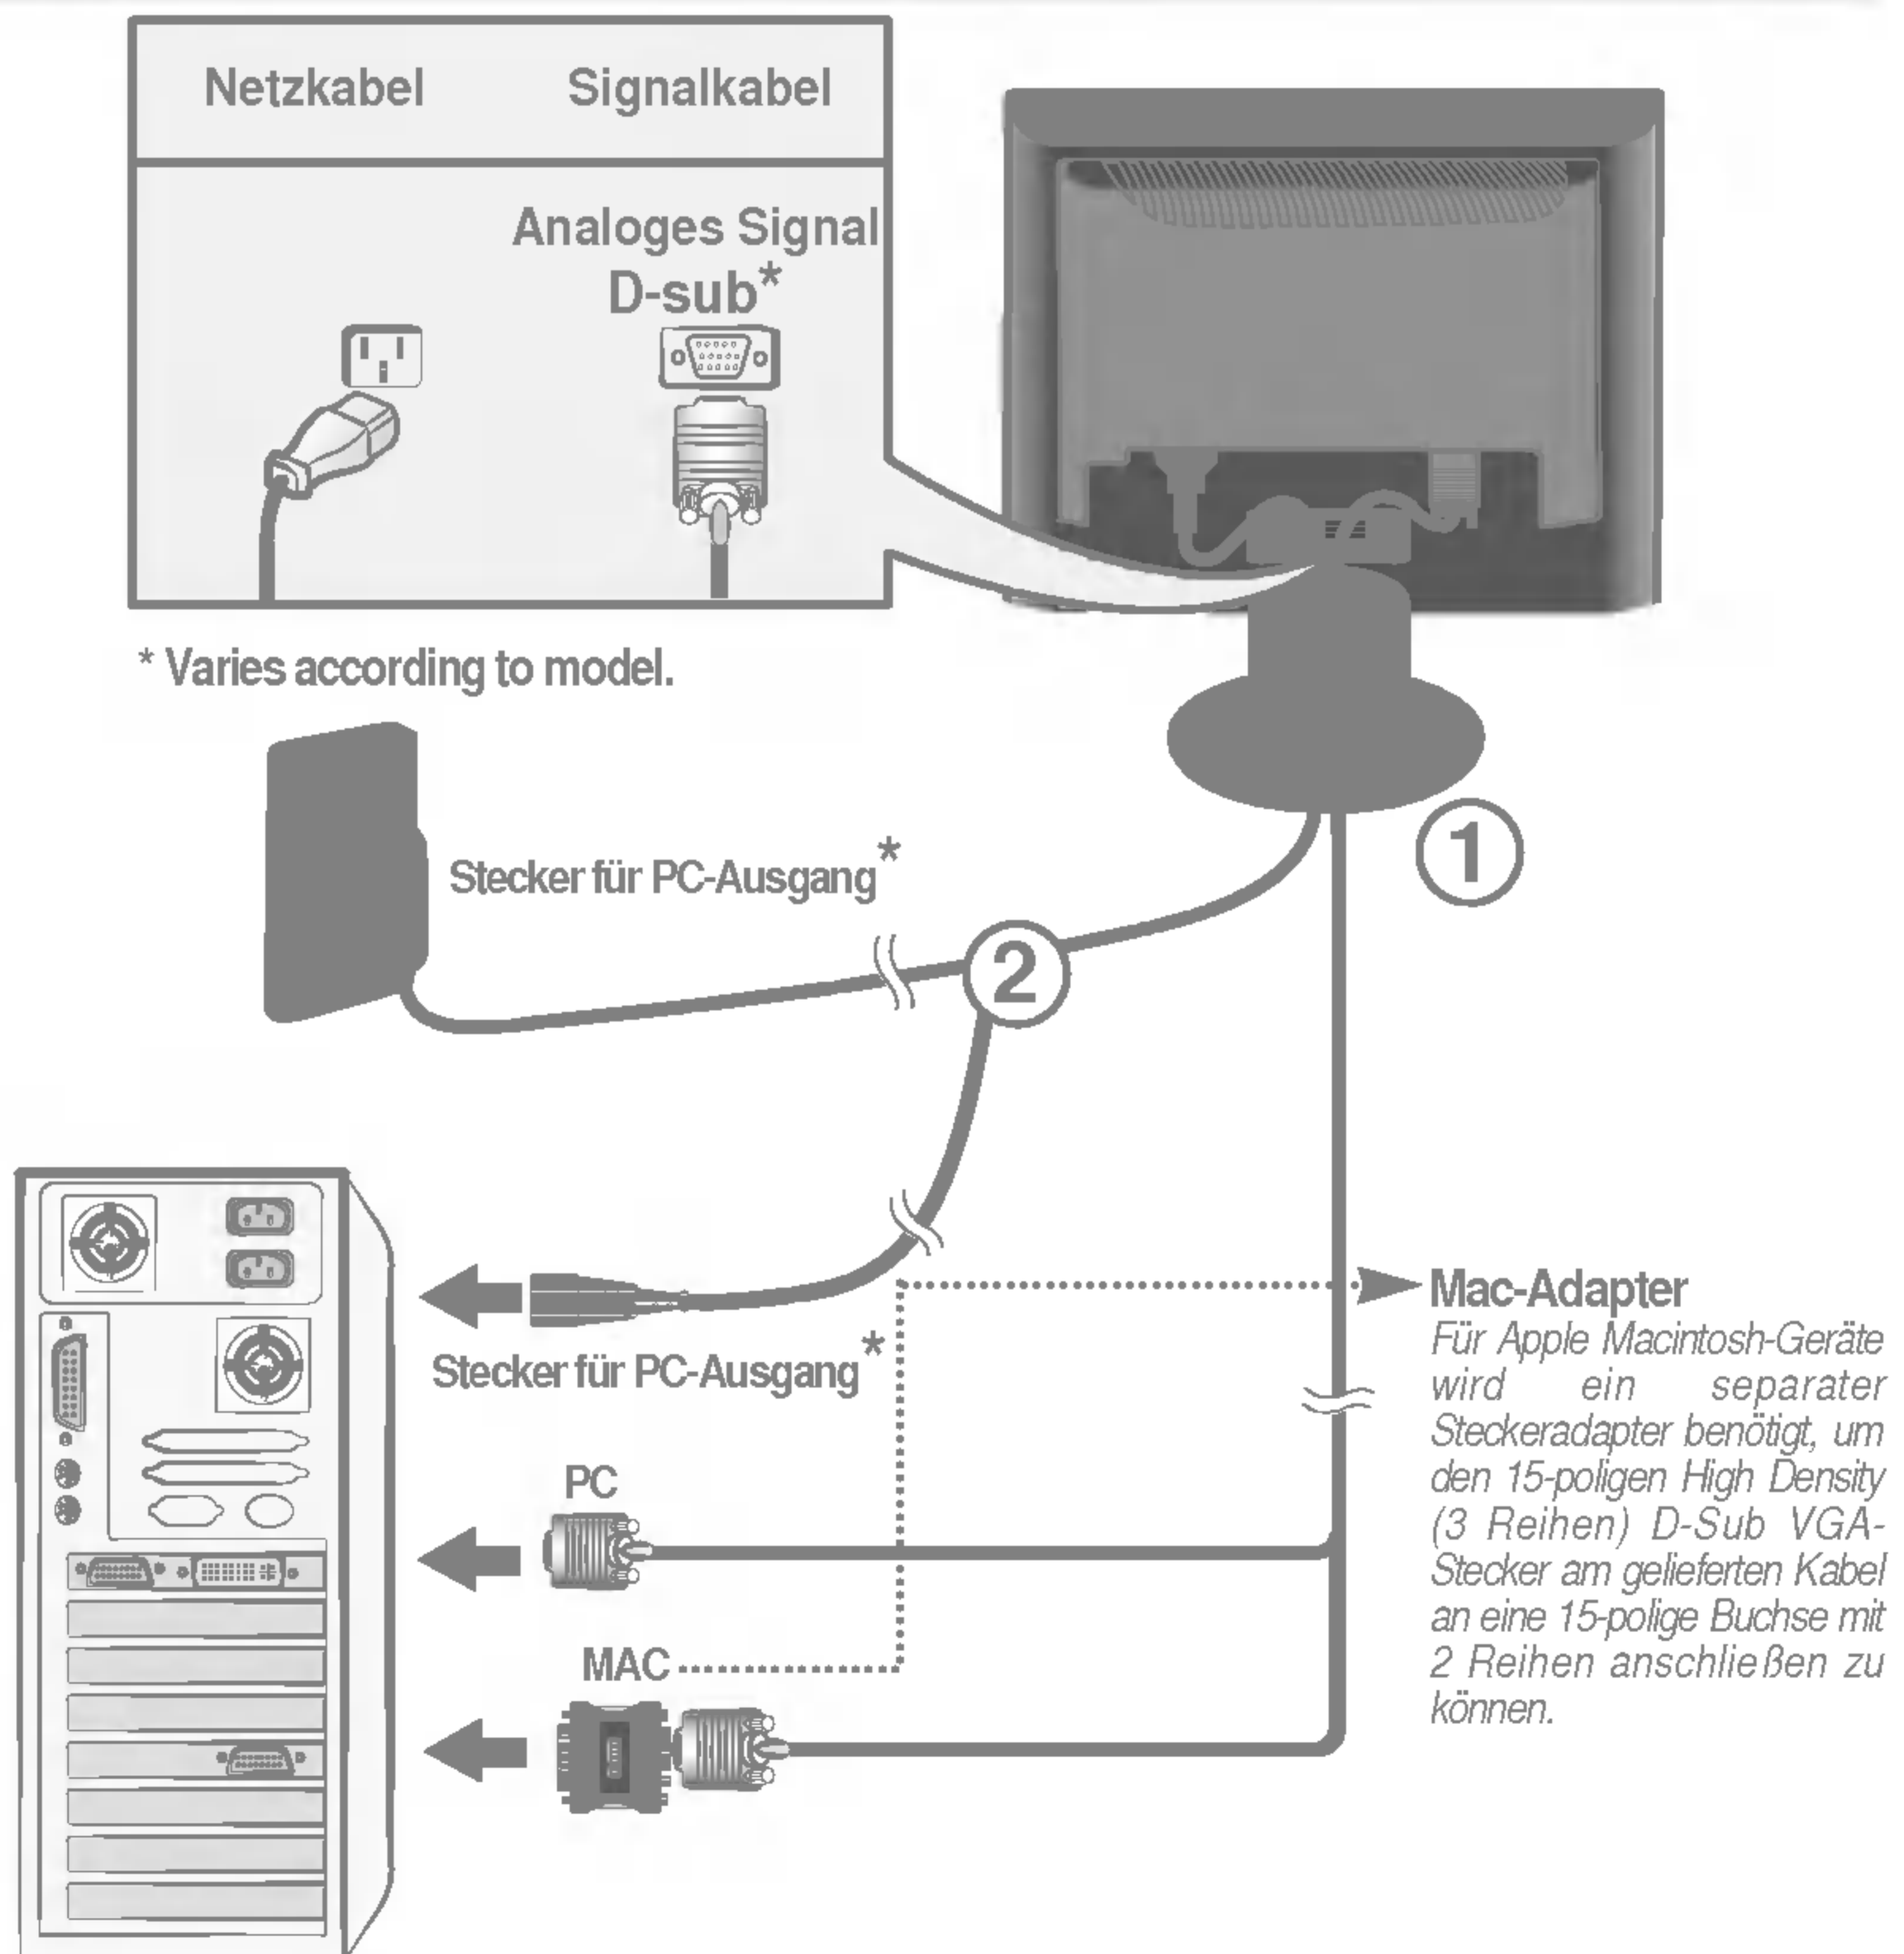 Netzkabel
Signalkabel
Analoges Signal
D-sub*
* Varies according to model.
1
Stecker für PC-Ausgang*
2
Mac-Adapter
Für Apple Macintosh-Geräte
wird ein separater
Steckeradapter benötigt, um
den 15-poligen High Density
(3 Reihen) D-Sub VGA-
Stecker am gelieferten Kabel
an eine 15-polige Buchse mit
2 Reihen anschließen zu
können.
Stecker für PC-Ausgang*
PC
MAC